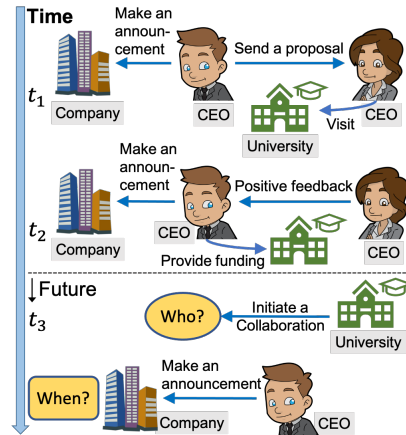 Time
Make an
announ-
cement
Send a proposal
t1
Company
CEO
CEO
Visit
University
Make an
announ-
cement
Positive feedback
t2
Company
CEO
CEO
Provide funding
Future
t3
Who?
Initiate a
Collaboration
University
When?
Make an
announcement
Company
CEO